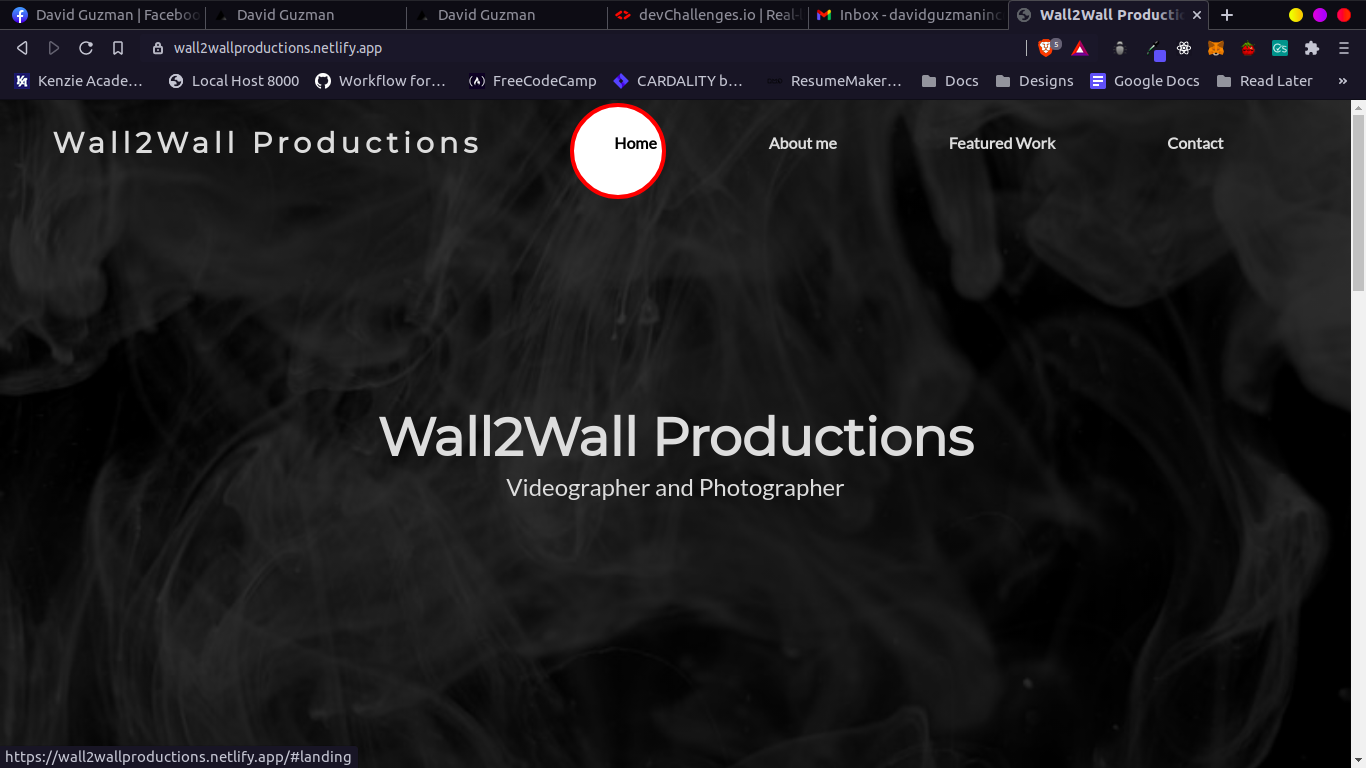 David Guzman | Faceboo
David Guzman
David Guzman
devChallenges.io | Real-l
Inbox - davidguzmaninc
Wall2Wall Producti
wall2wallproductions.netlify.app
5
Kenzie Acade…
Local Host 8000
Workflow for…
FreeCodeCamp
CARDALITY b…
ResumeMaker…
Docs
Designs
Google Docs
Read Later
»
Wall2Wall Productions
Home
About me
Featured Work
Contact
Wall2Wall Productions
Videographer and Photographer
https://wall2wallproductions.netlify.app/#landing